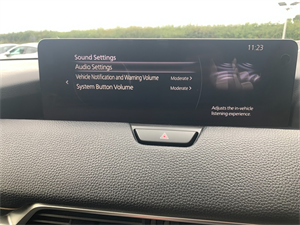 11:23
Sound Settings
Audio Settings
Vehicle Notification and Warning Volume Moderate >
System Button Volume Moderate >
Adjusts the in-vehicle
listening experience.